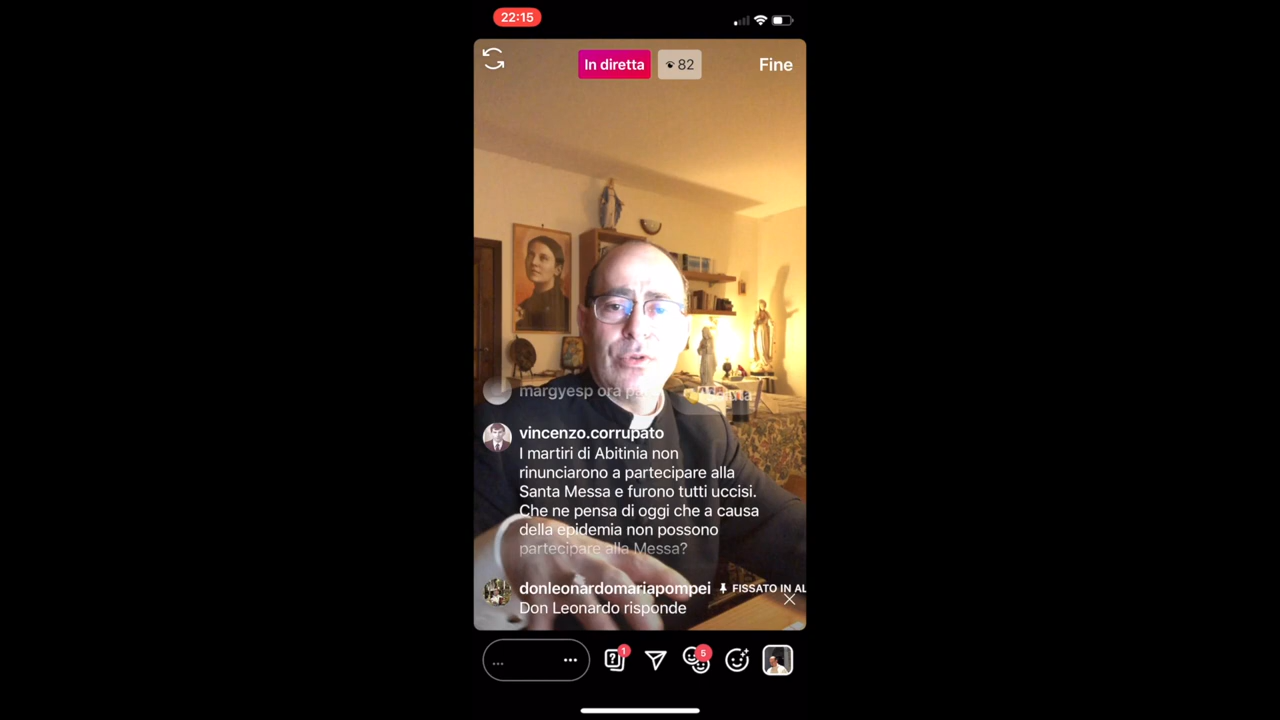 22:15
In diretta
82
Fine
margyesp ora
vincenzo.corrupato
I martiri di Abitinia non
rinunciarono a partecipare alla
Santa Messa e furono tutti uccisi.
Che ne pensa di oggi che a causa
della epidemia non possono
partecipare alla Messa?
donleonardomariapompei FISSATO IN AL
Don Leonardo risponde
...
1
5